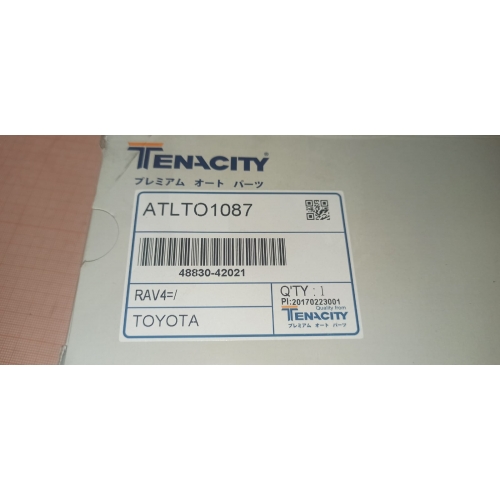 TENACITY®
プレミアム オート パーツ
ATLTO1087
48830-42021
RAV4=/
Q'TY : 1
PI:20170223001
Quality from
TOYOTA
TENACITY
プレミアム オート パーツ